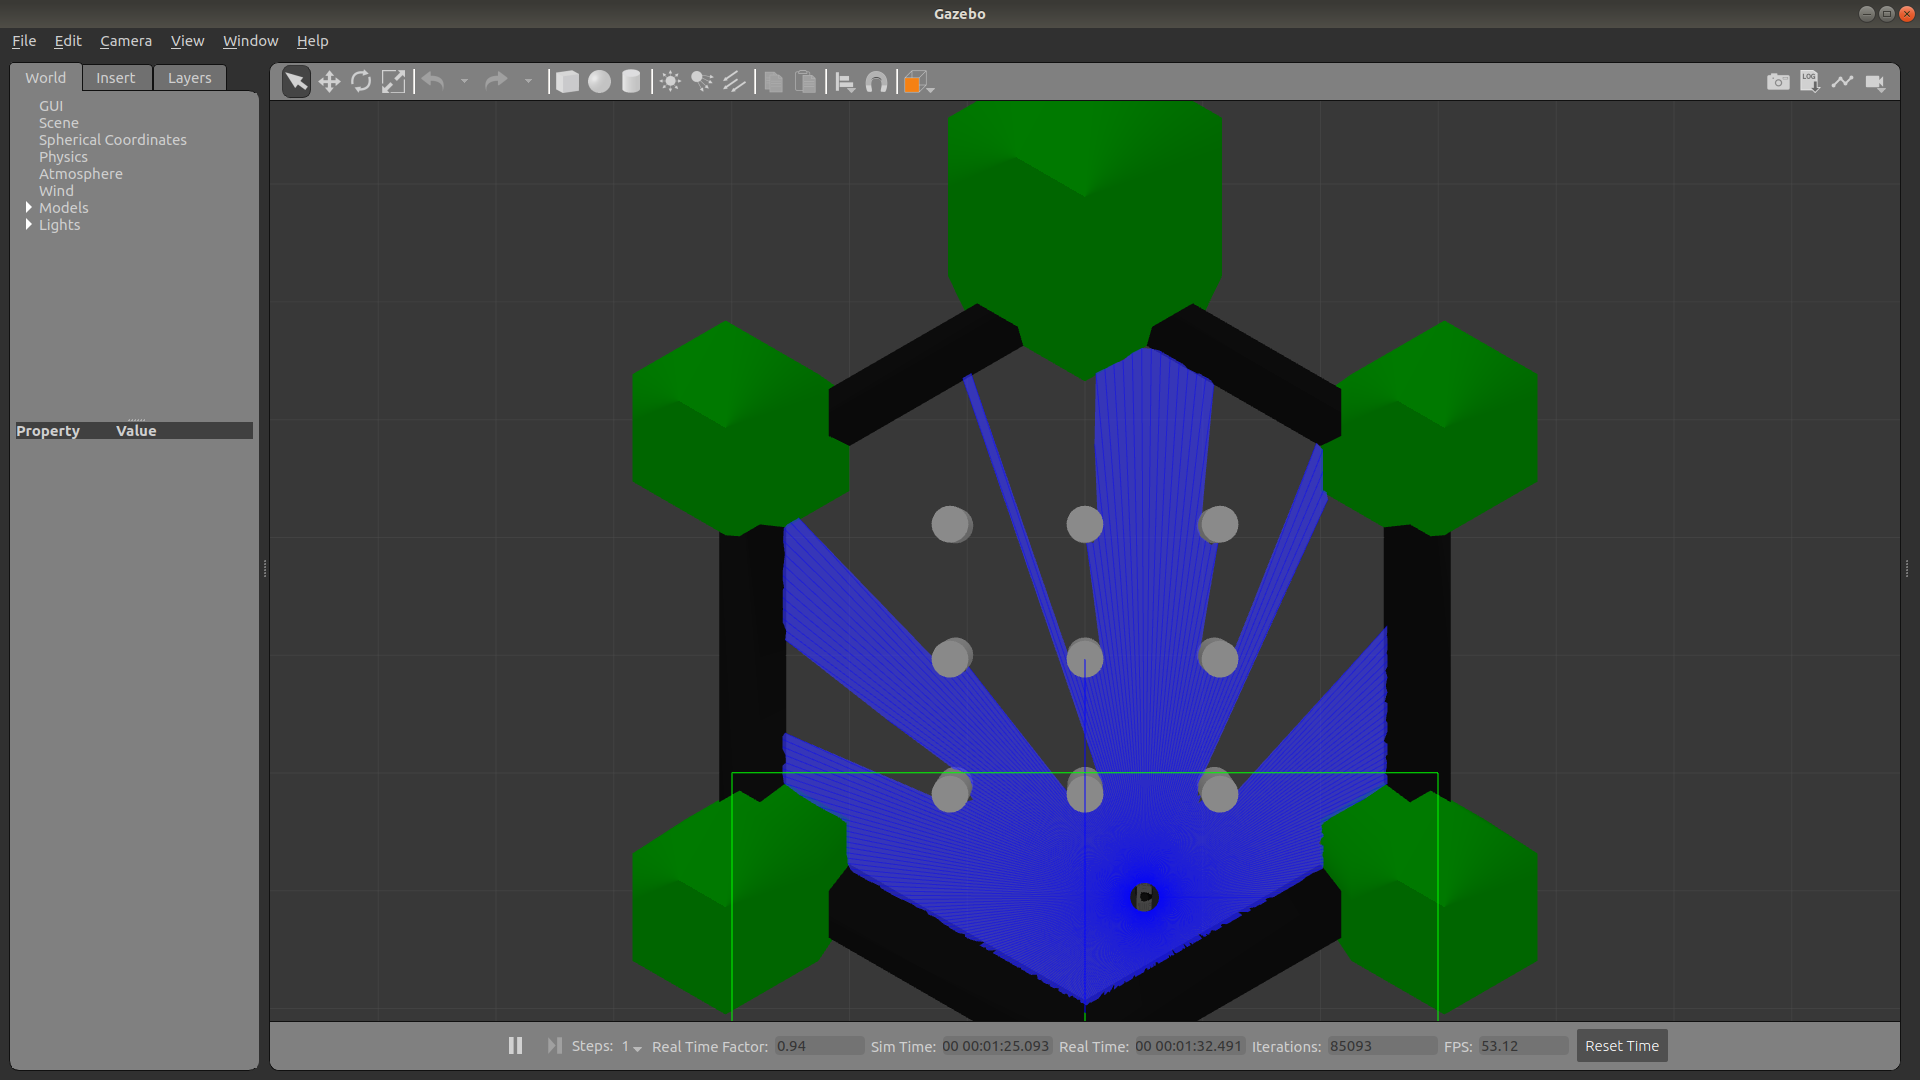 Gazebo
File Edit Camera View Window Help
World Insert Layers
LOG
GUI
Scene
Spherical Coordinates
Physics
Atmosphere
Wind
Models
Lights
Property Value
Steps: 1 Real Time Factor: 0.94 Sim Time: 00 00:01:25.093 Real Time: 00 00:01:32.491 Iterations: 85093 FPS: 53.12 Reset Time